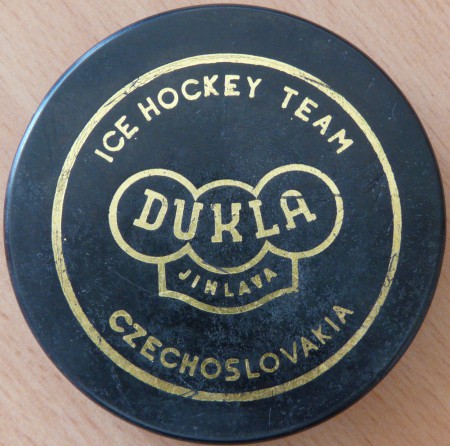 ICE HOCKEY TEAM
DUKLA
JIHLAVA
CZECHOSLOVAKIA